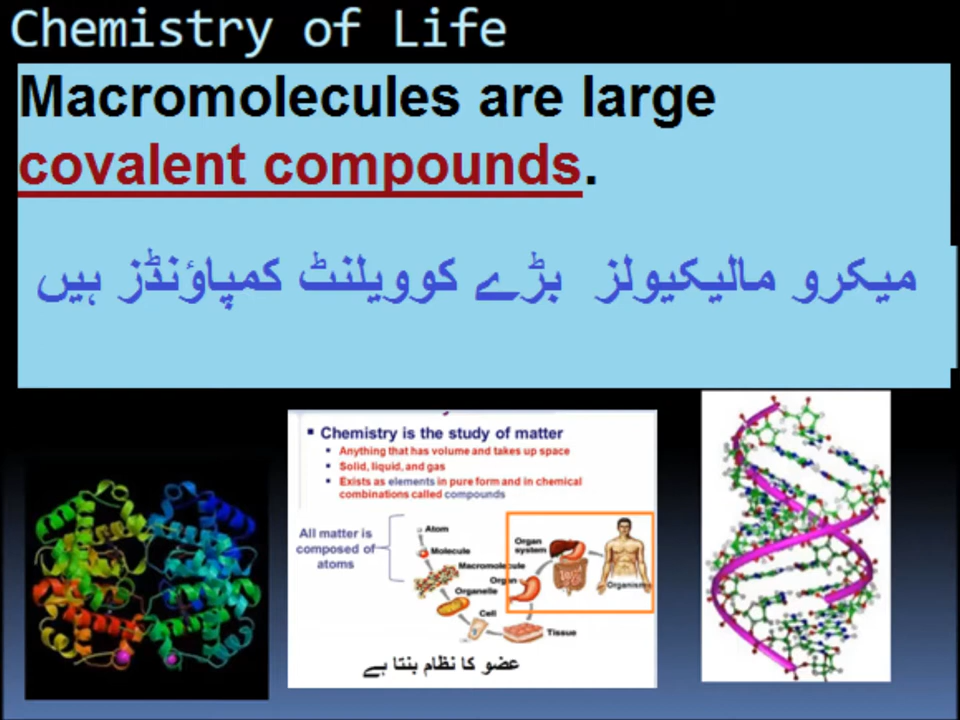 Chemistry of Life
Macromolecules are large
covalent compounds.
میکرو مالیکیولز بڑے کوویلنٹ کمپاؤنڈز ہیں
▪ Chemistry is the study of matter
▪ Anything that has volume and takes up space
▪ Solid, liquid, and gas
▪ Exists as elements in pure form and in chemical
combinations called compounds
All matter is
composed of
atoms
Atom
Molecule
Macromolecule
Organelle
Cell
Tissue
Organ
Organ
system
Organism
عضو کا نظام بنتا ہے